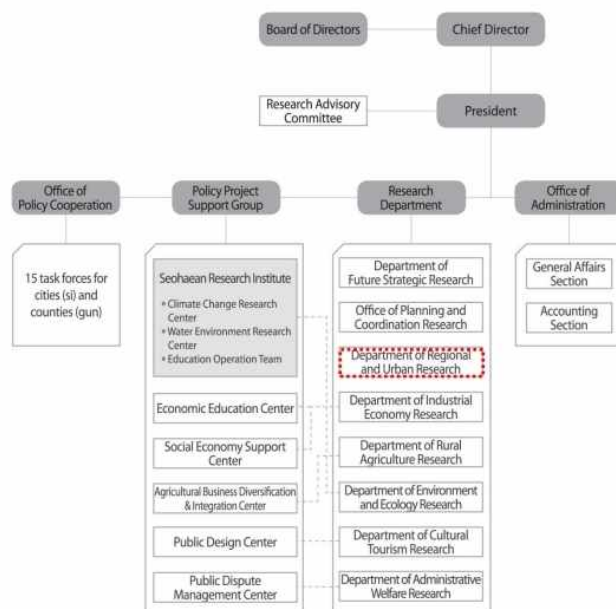 Board of Directors
Chief Director
Research Advisory
Committee
President
Office of
Policy Cooperation
Policy Project
Support Group
Research
Department
Office of
Administration
15 task forces for
cities (si) and
counties (gun)
Seohaean Research Institute
* Climate Change Research
Center
* Water Environment Research
Center
* Education Operation Team
Economic Education Center
Social Economy Support
Center
Agricultural Business Diversification
& Integration Center
Public Design Center
Public Dispute
Management Center
Department of
Future Strategic Research
Office of Planning and
Coordination Research
Department of Regional
and Urban Research
Department of Industrial
Economy Research
Department of Rural
Agriculture Research
Department of Environment
and Ecology Research
Department of Cultural
Tourism Research
Department of Administrative
Welfare Research
General Affairs
Section
Accounting
Section